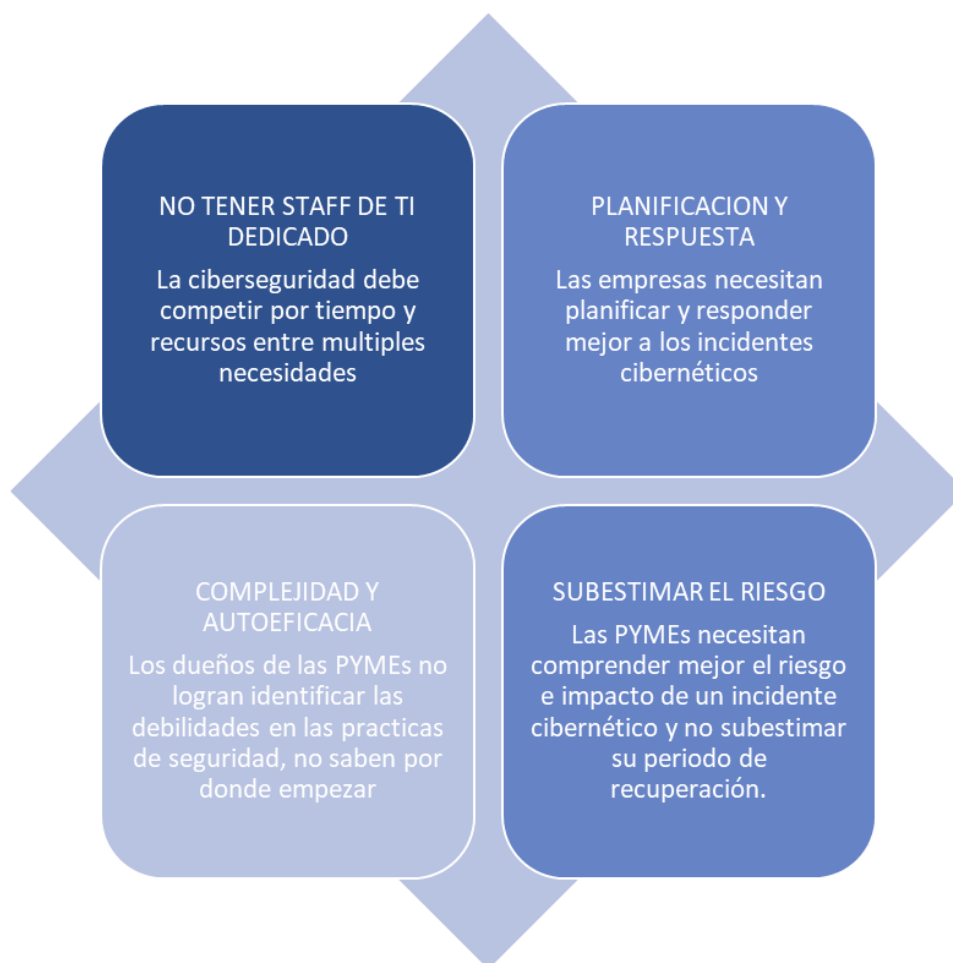 NO TENER STAFF DE TI
DEDICADO
La ciberseguridad debe
competir por tiempo y
recursos entre multiples
necesidades
PLANIFICACION Y
RESPUESTA
Las empresas necesitan
planificar y responder
mejor a los incidentes
cibernéticos
COMPLEJIDAD Y
AUTOEFICACIA
Los dueños de las PYMEs no
logran identificar las
debilidades en las practicas
de seguridad, no saben por
donde empezar
SUBESTIMAR EL RIESGO
Las PYMEs necesitan
comprender mejor el riesgo
e impacto de un incidente
cibernético y no subestimar
su periodo de
recuperación.